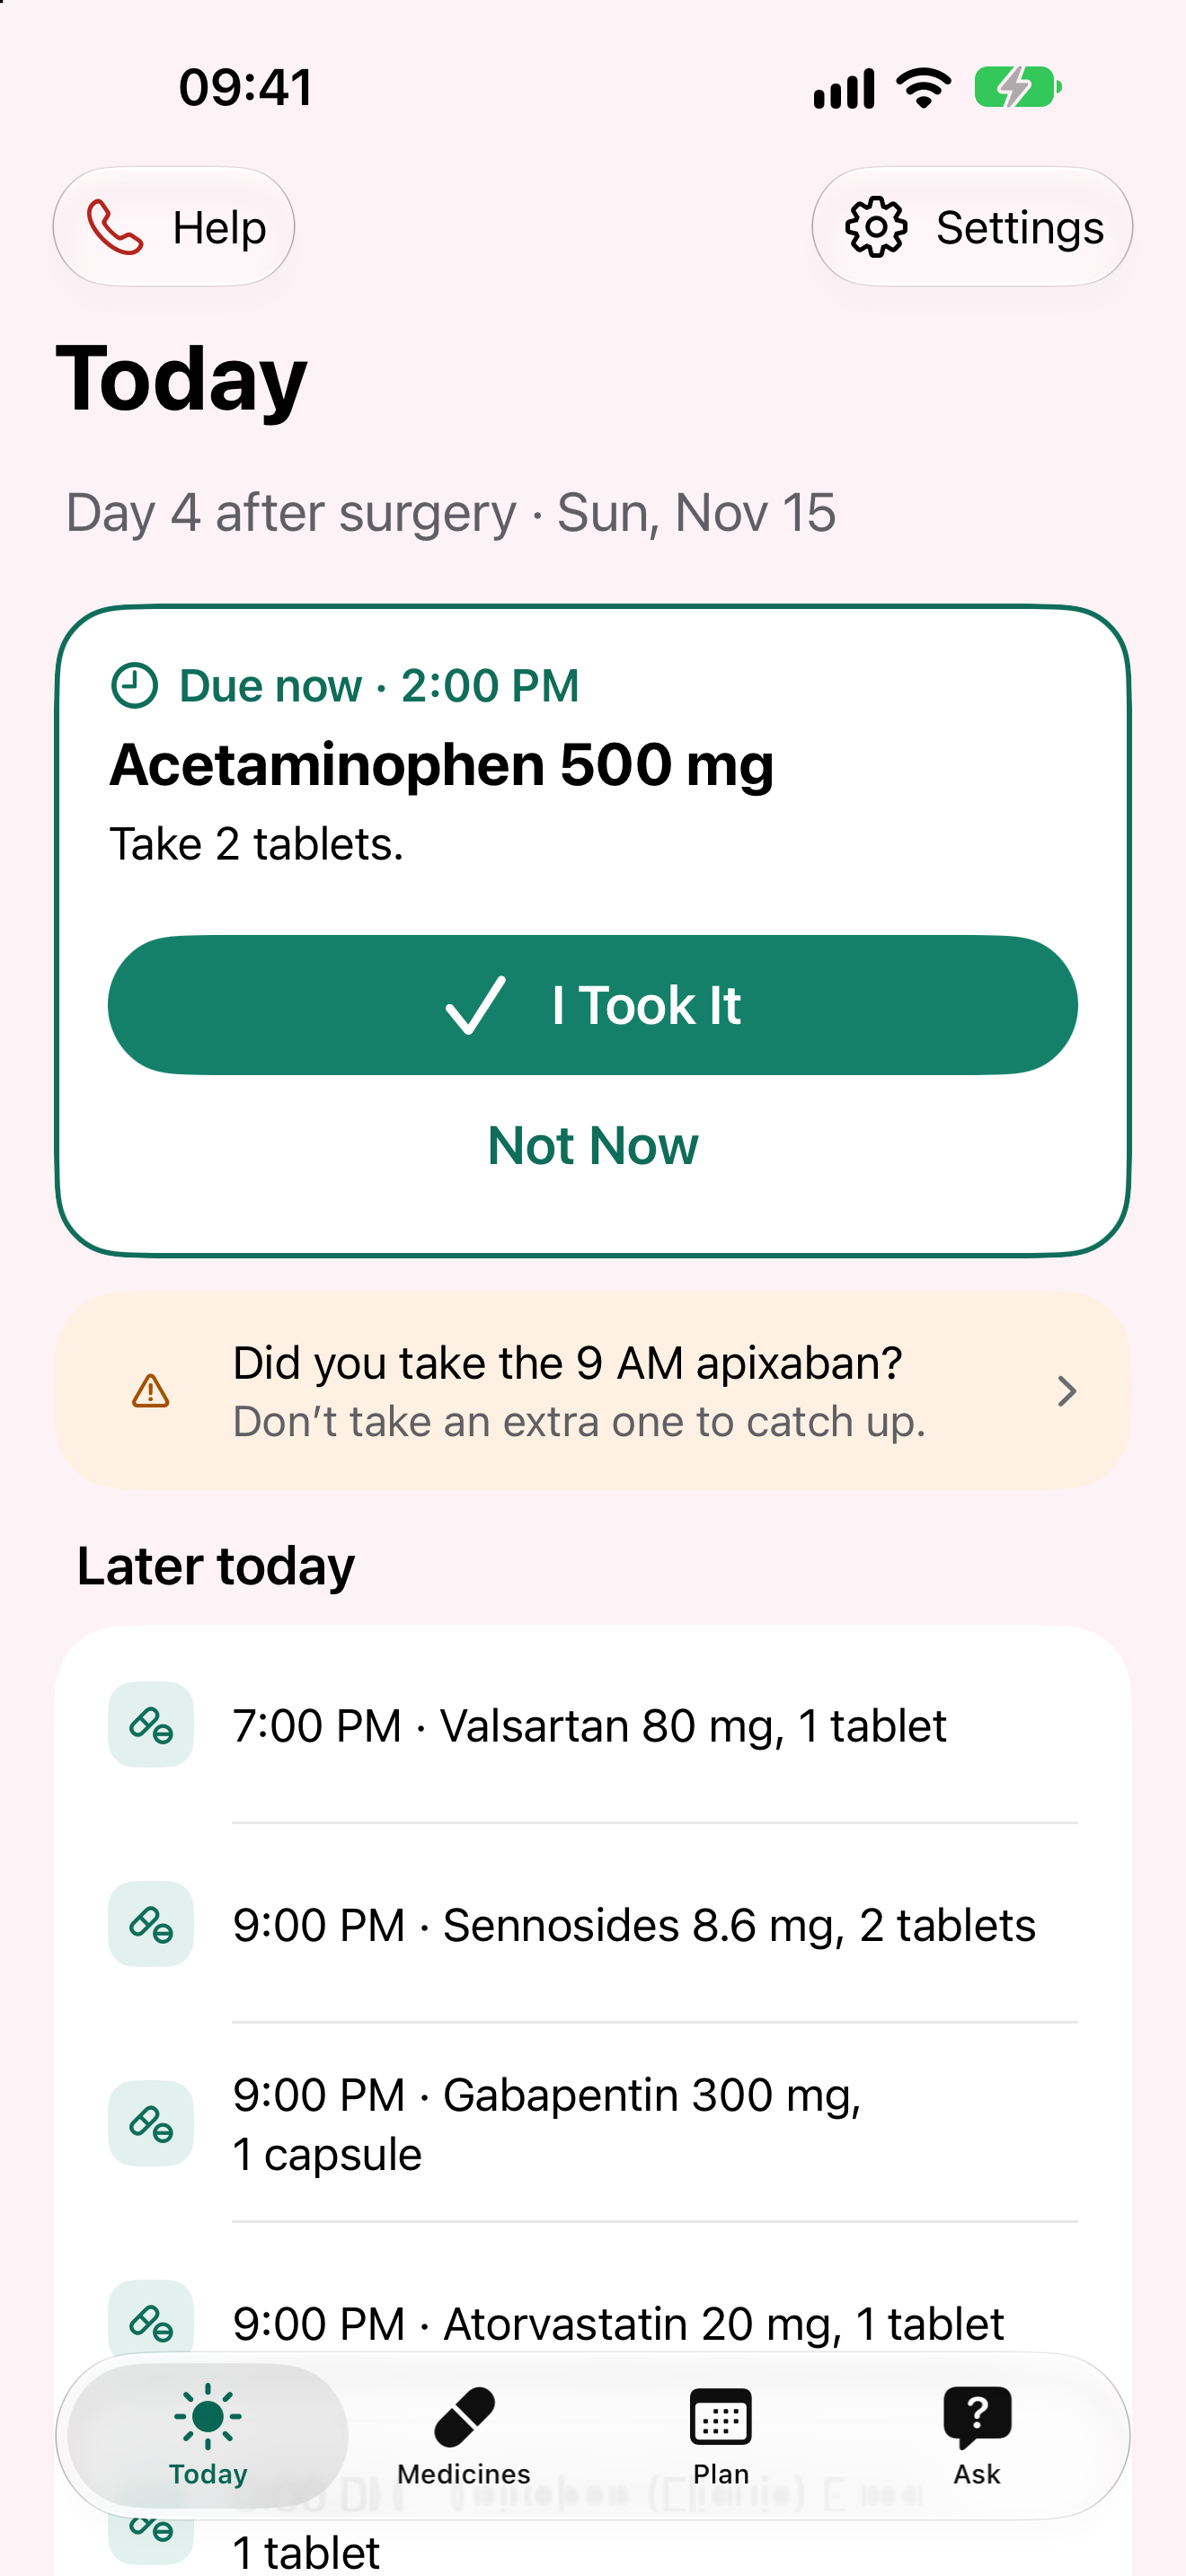 09:41
Help
Settings
Today
Day 4 after surgery · Sun, Nov 15
Due now · 2:00 PM
Acetaminophen 500 mg
Take 2 tablets.
I Took It
Not Now
Did you take the 9 AM apixaban?
Don’t take an extra one to catch up.
Later today
7:00 PM · Valsartan 80 mg, 1 tablet
9:00 PM · Sennosides 8.6 mg, 2 tablets
9:00 PM · Gabapentin 300 mg,
1 capsule
9:00 PM · Atorvastatin 20 mg, 1 tablet
Today
Medicines
Plan
Ask
1 tablet